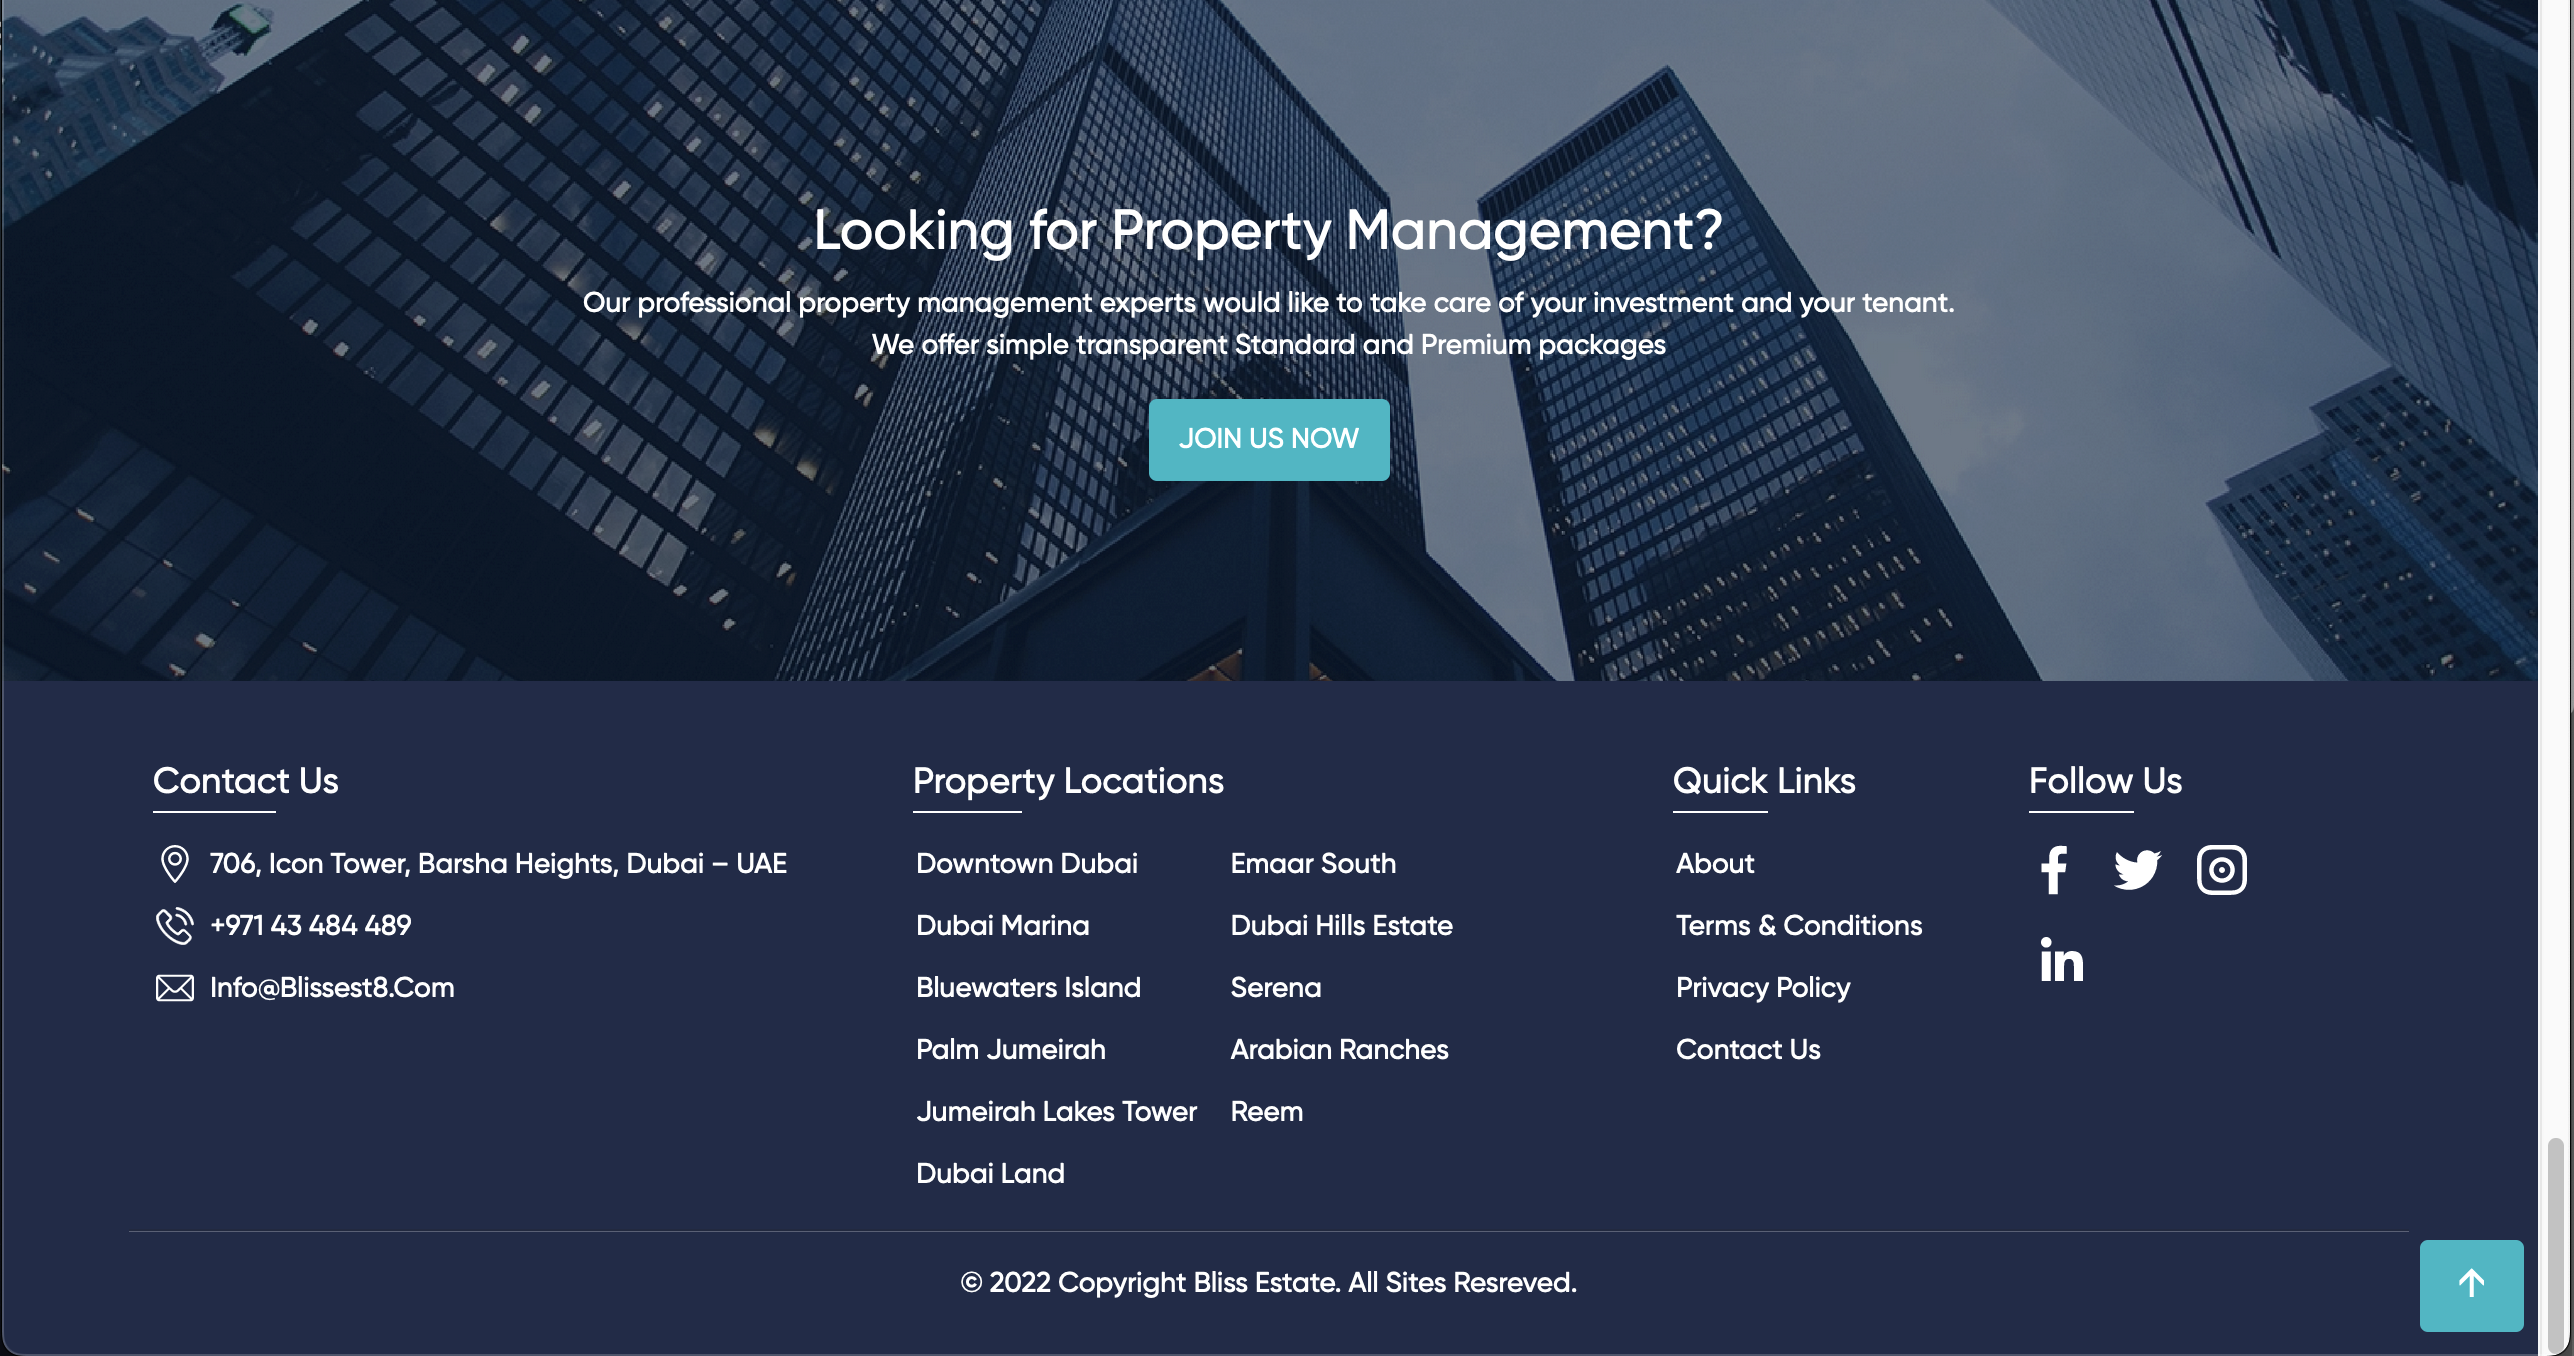 Looking for Property Management?
Our professional property management experts would like to take care of your investment and your tenant.
We offer simple transparent Standard and Premium packages
JOIN US NOW
Contact Us
706, Icon Tower, Barsha Heights, Dubai – UAE
+971 43 484 489
Info@Blissest8.Com
Property Locations
Downtown Dubai
Dubai Marina
Bluewaters Island
Palm Jumeirah
Jumeirah Lakes Tower
Dubai Land
Emaar South
Dubai Hills Estate
Serena
Arabian Ranches
Reem
Quick Links
About
Terms & Conditions
Privacy Policy
Contact Us
Follow Us
© 2022 Copyright Bliss Estate. All Sites Resreved.